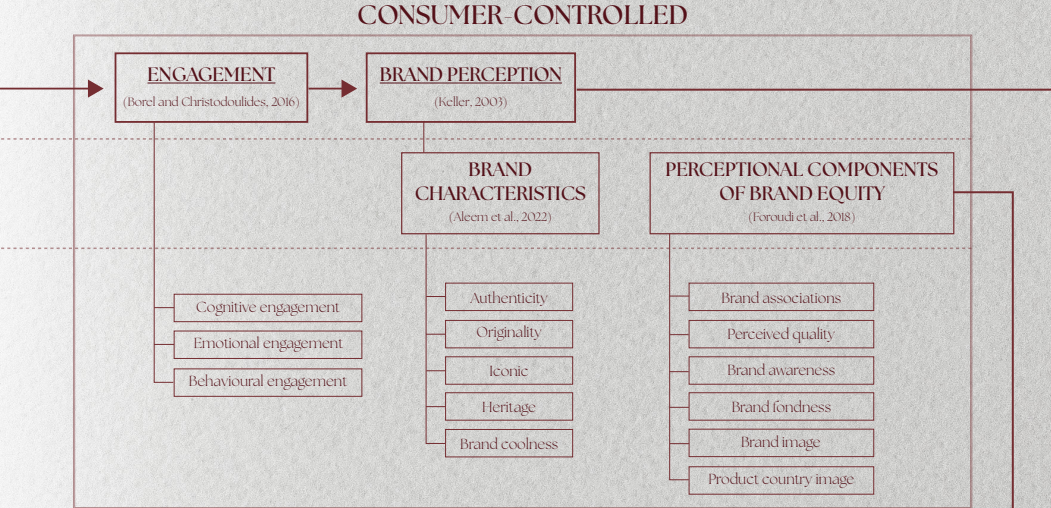 CONSUMER-CONTROLLED
ENGAGEMENT
(Borel and Christodoulides, 2016)
BRAND PERCEPTION
(Keller, 2003)
BRAND
CHARACTERISTICS
(Aleem et al., 2022)
PERCEPTIONAL COMPONENTS
OF BRAND EQUITY
(Foroudi et al., 2018)
Cognitive engagement
Emotional engagement
Behavioural engagement
Authenticity
Originality
Iconic
Heritage
Brand coolness
Brand associations
Perceived quality
Brand awareness
Brand fondness
Brand image
Product country image